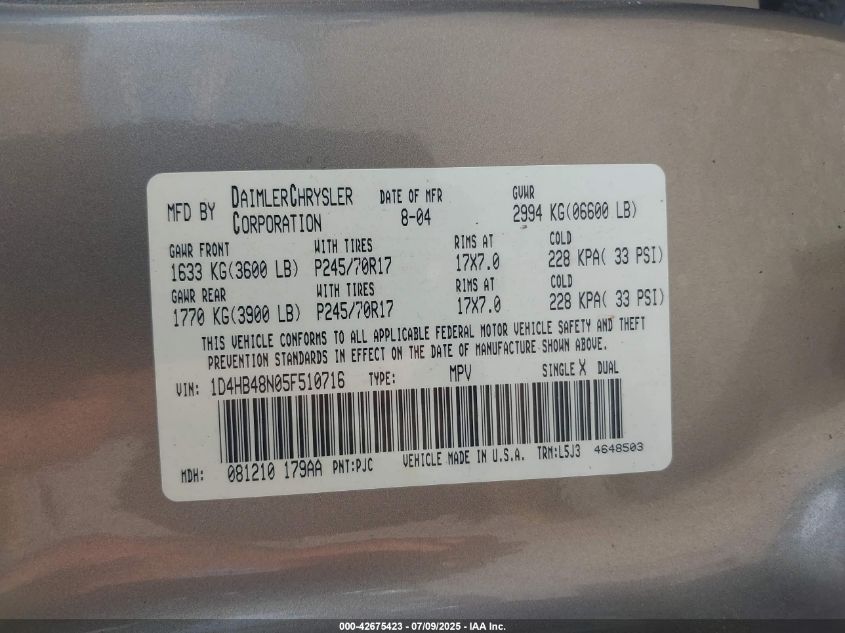 MFD BY DAIMLERCHRYSLER CORPORATION DATE OF MFR 8-04 GVWR 2994 KG(06600 LB)
GAWR FRONT WITH TIRES RIMS AT COLD
1633 KG(3600 LB) P245/70R17 17X7.0 228 KPA( 33 PSI)
GAWR REAR WITH TIRES RIMS AT COLD
1770 KG(3900 LB) P245/70R17 17X7.0 228 KPA( 33 PSI)
THIS VEHICLE CONFORMS TO ALL APPLICABLE FEDERAL MOTOR VEHICLE SAFETY AND THEFT
PREVENTION STANDARDS IN EFFECT ON THE DATE OF MANUFACTURE SHOWN ABOVE.
VIN: 1D4HB48N05F510716 TYPE: MPV SINGLE X DUAL
MDH: 081210 179AA PNT:PJC VEHICLE MADE IN U.S.A. TRM:L5J3 4648503
000-42675423 - 07/09/2025 - IAA Inc.